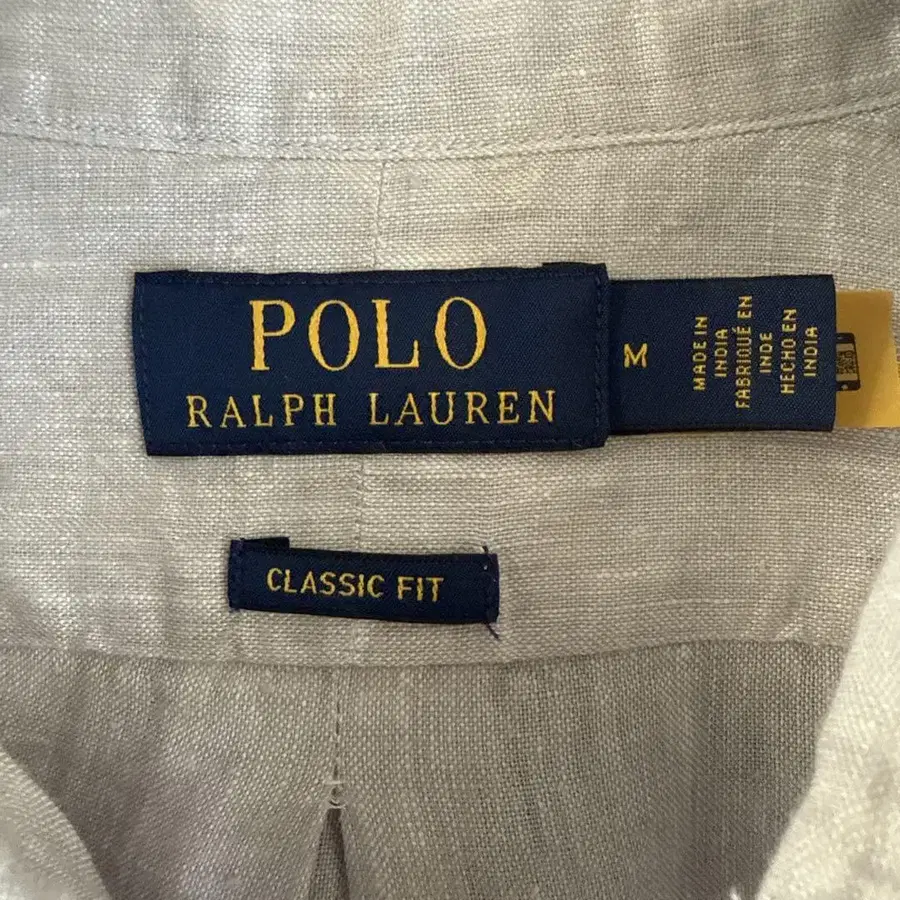 POLO
RALPH LAUREN
M
MADE IN
INDIA
FABRIQUÉ EN
INDE
HECHO EN
INDIA
CLASSIC FIT